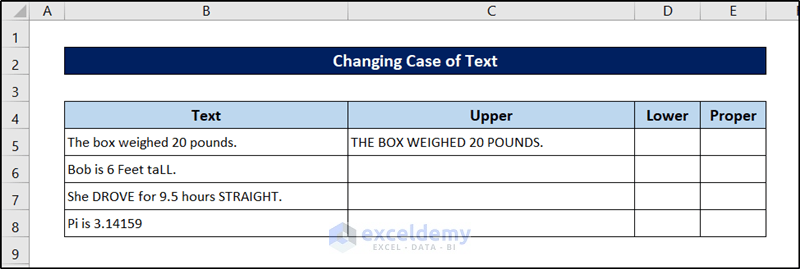 A B C D E
1
2 Changing Case of Text
3
4 Text Upper Lower Proper
5 The box weighed 20 pounds. THE BOX WEIGHED 20 POUNDS.
6 Bob is 6 Feet taLL.
7 She DROVE for 9.5 hours STRAIGHT.
8 Pi is 3.14159
exceldemy
EXCEL - DATA - BI
9